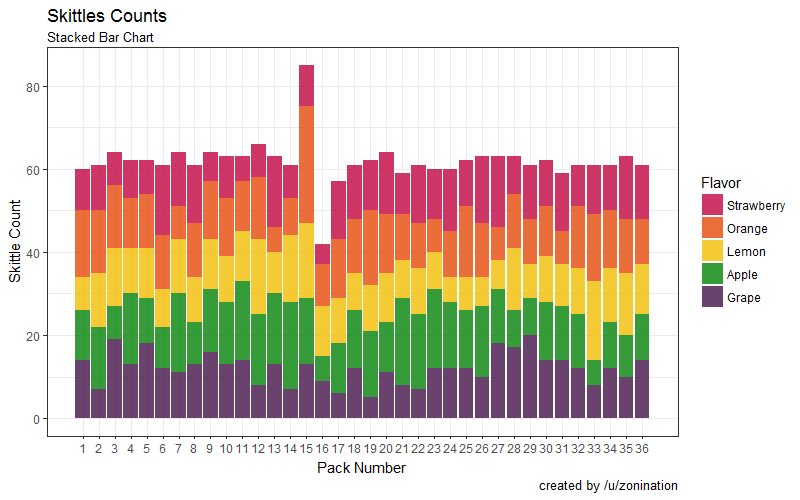 Skittles Counts
Stacked Bar Chart
80
60
40
20
0
Skittle Count
1 2 3 4 5 6 7 8 9 10 11 12 13 14 15 16 17 18 19 20 21 22 23 24 25 26 27 28 29 30 31 32 33 34 35 36
Pack Number
Flavor
Strawberry
Orange
Lemon
Apple
Grape
created by /u/zonination